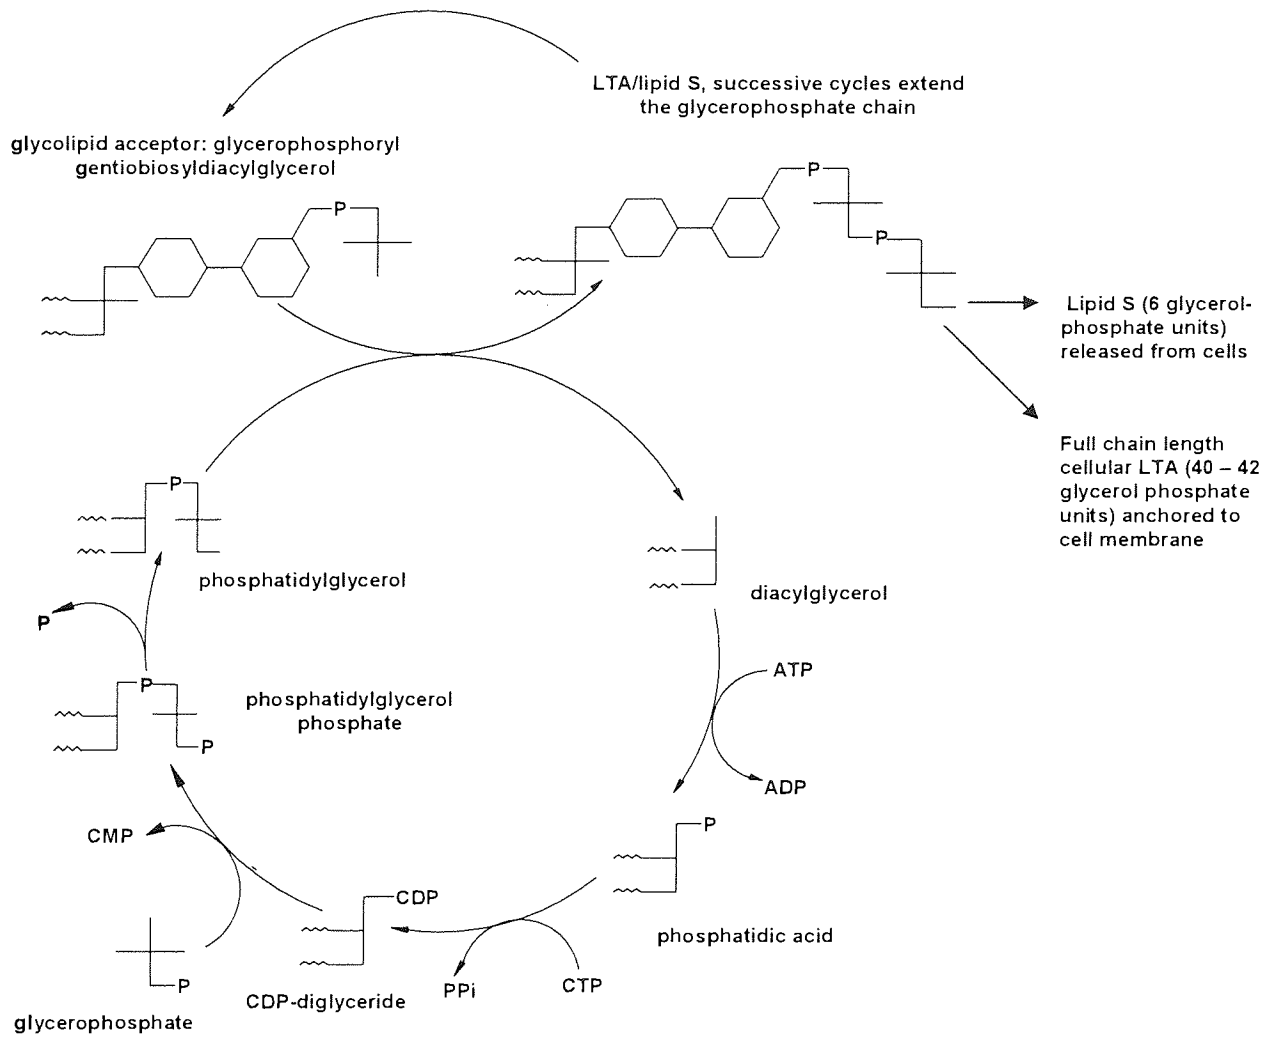 LTA/lipid S, successive cycles extend
the glycerophosphate chain
glycolipid acceptor: glycerophosphoryl
gentiobiosyldiacylglycerol
P
P
P
Lipid S (6 glycerol-
phosphate units)
released from cells
Full chain length
cellular LTA (40 – 42
glycerol phosphate
units) anchored to
cell membrane
P
phosphatidylglycerol
diacylglycerol
P
ATP
P
phosphatidylglycerol
phosphate
P
ADP
P
CMP
CDP
phosphatidic acid
P
PPi
CTP
CDP-diglyceride
glycerophosphate